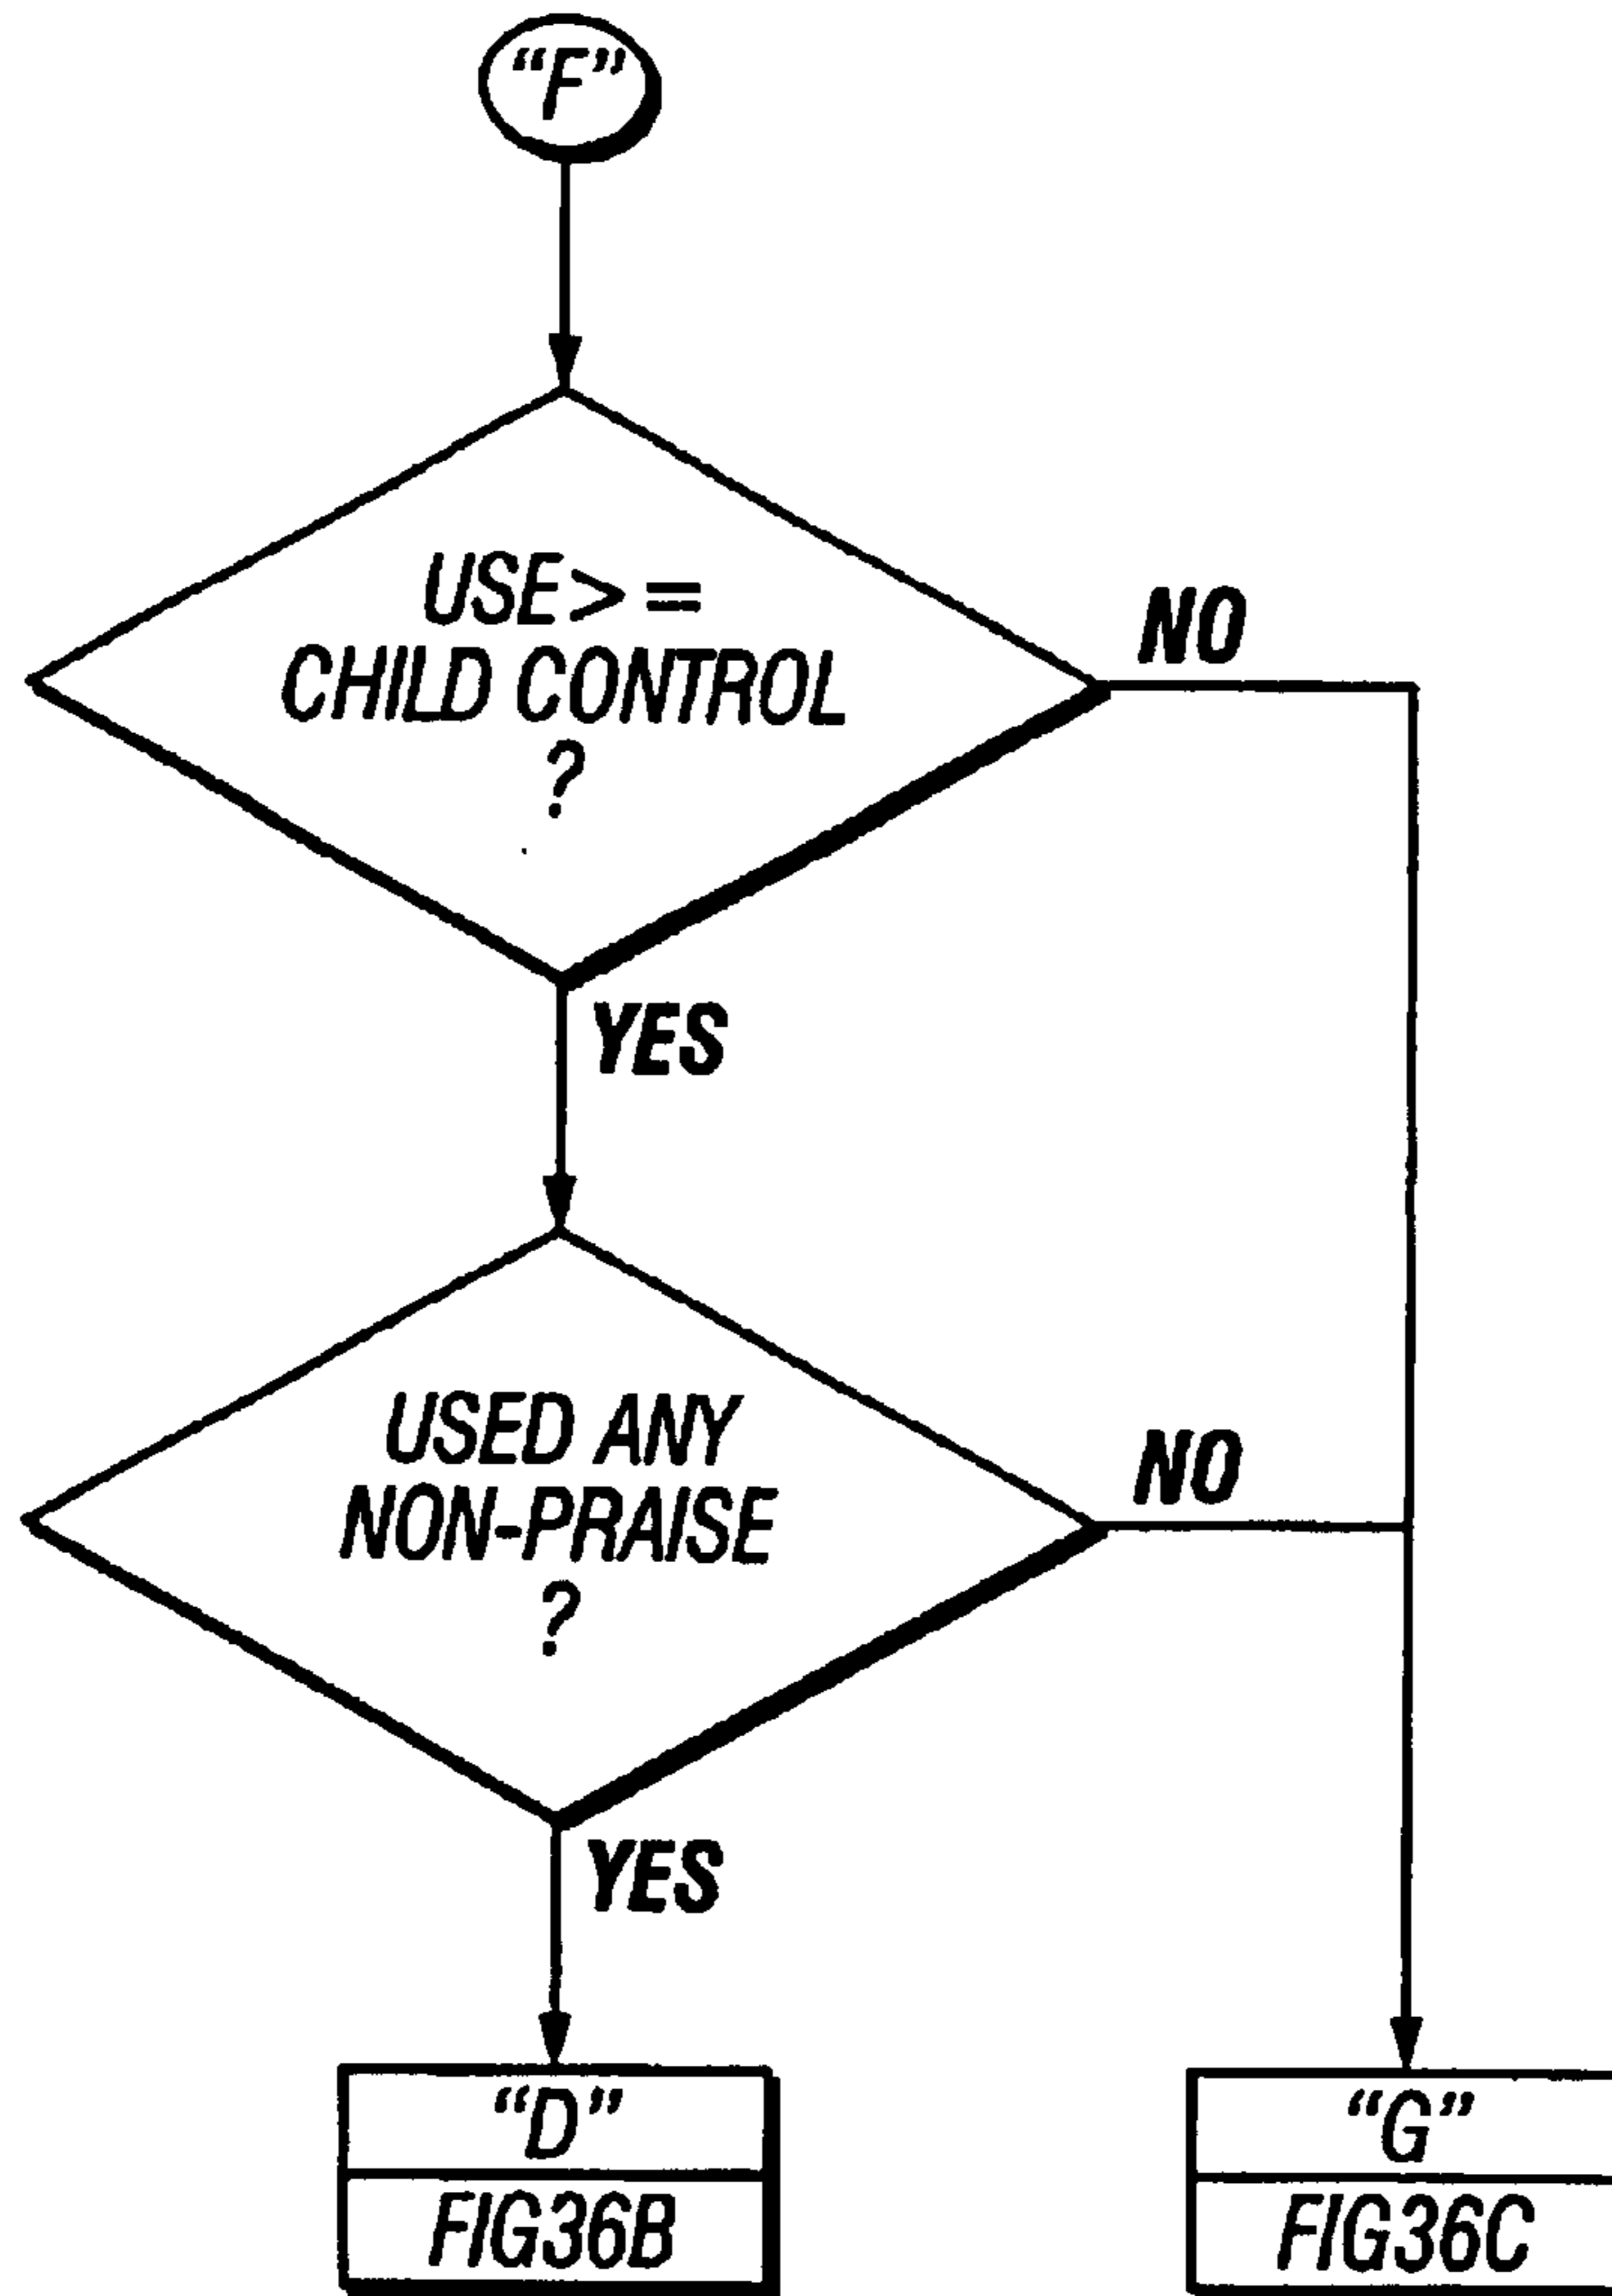 “F”
USE> =
CHILD CONTROL
?
NO
YES
USED ANY
NON-PRAISE
?
NO
YES
“D”
FIG36B
“G”
FIG36C